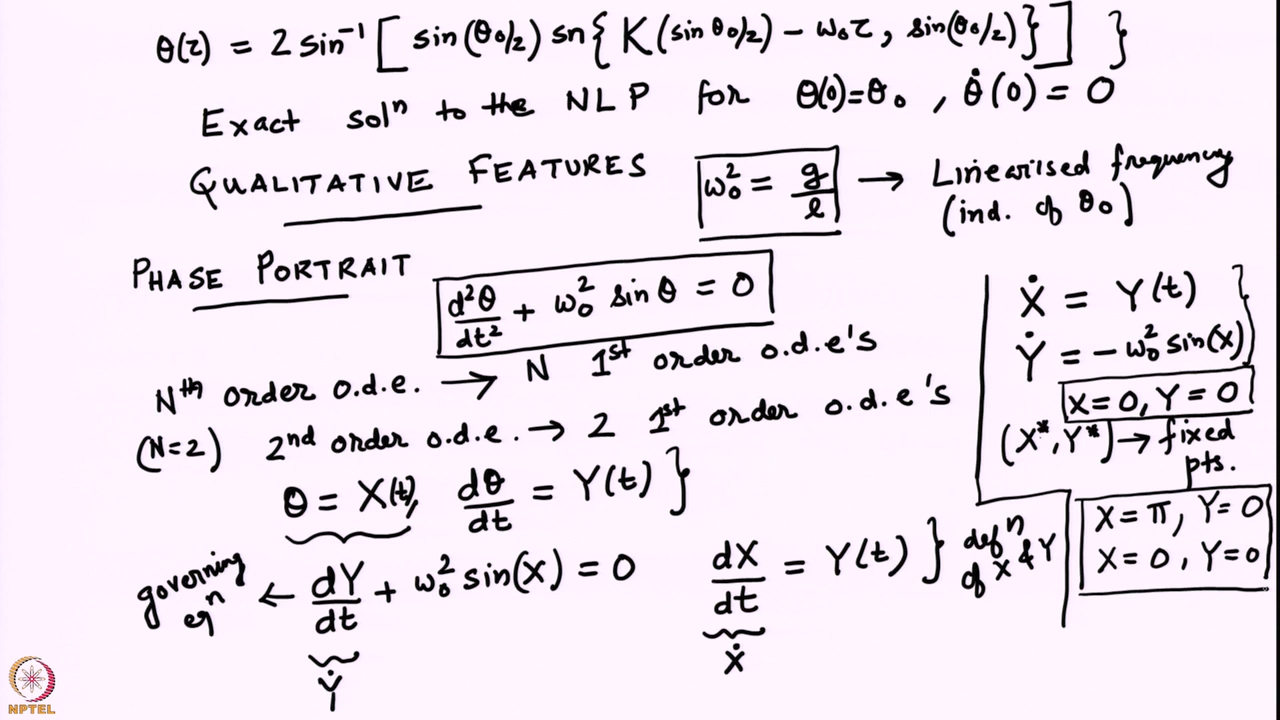 θ(τ) = 2 sin⁻¹ [ sin(θ₀/2) sn{ K(sin θ₀/2) − ω₀τ, sin(θ₀/2) } ] }
Exact solⁿ to the NLP for θ(0)=θ₀, θ̇(0) = 0
QUALITATIVE FEATURES
ω₀² = g/l → Linearised frequency
(ind. of θ₀)
PHASE PORTRAIT
d²θ/dt² + ω₀² sin θ = 0
Nᵗʰ order o.d.e. → N 1st order o.d.e's
(N=2) 2nd order o.d.e. → 2 1st order o.d.e's
θ = X(t), dθ/dt = Y(t) }
governing eqⁿ ← dY/dt + ω₀² sin(X) = 0
Ẏ
dX/dt = Y(t) } defⁿ of X & Y
Ẋ
Ẋ = Y(t) }
Ẏ = − ω₀² sin(X)
X = 0, Y = 0
(X*, Y*) → fixed
pts.
X = π, Y = 0
X = 0, Y = 0
NPTEL